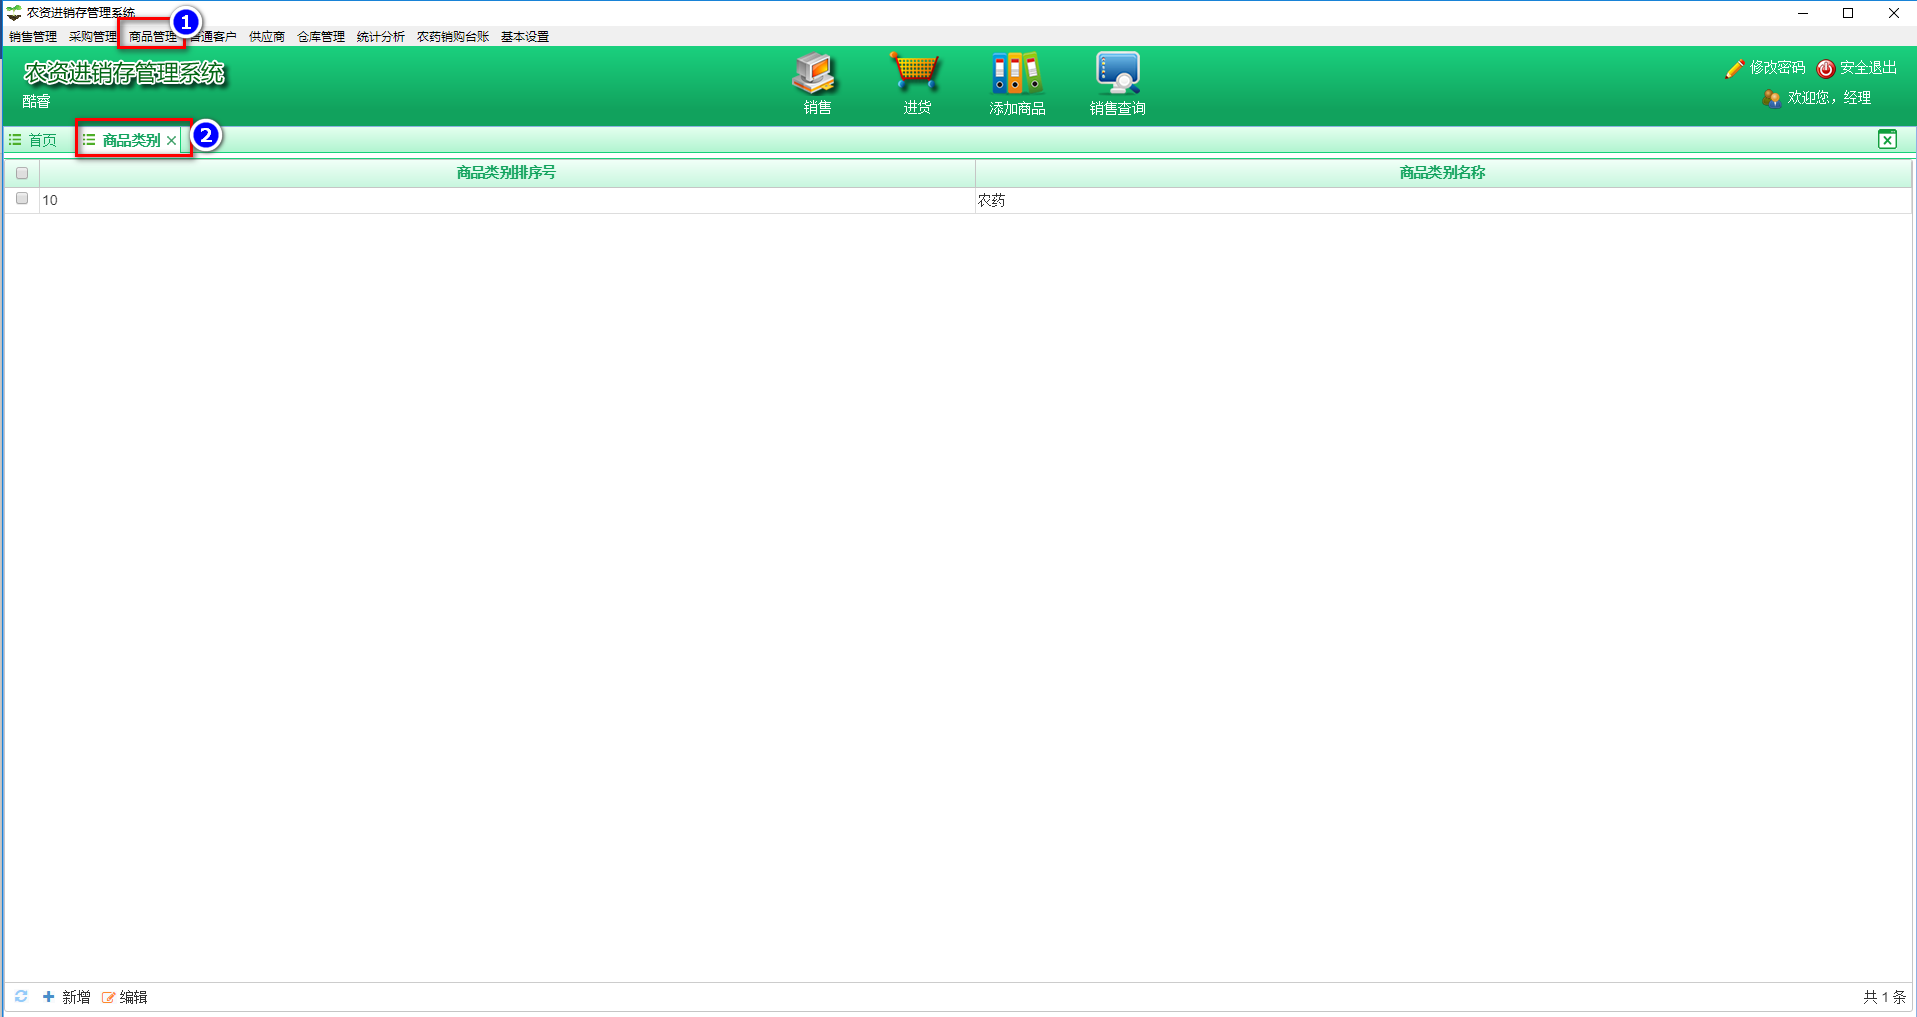 农资进销存管理系统
销售管理 采购管理 商品管理 普通客户 供应商 仓库管理 统计分析 农药销购台账 基本设置
1
农资进销存管理系统
酷睿
销售 进货 添加商品 销售查询
修改密码 安全退出
欢迎您，经理
首页 商品类别
2
商品类别排序号 商品类别名称
10 农药
新增 编辑 共 1 条